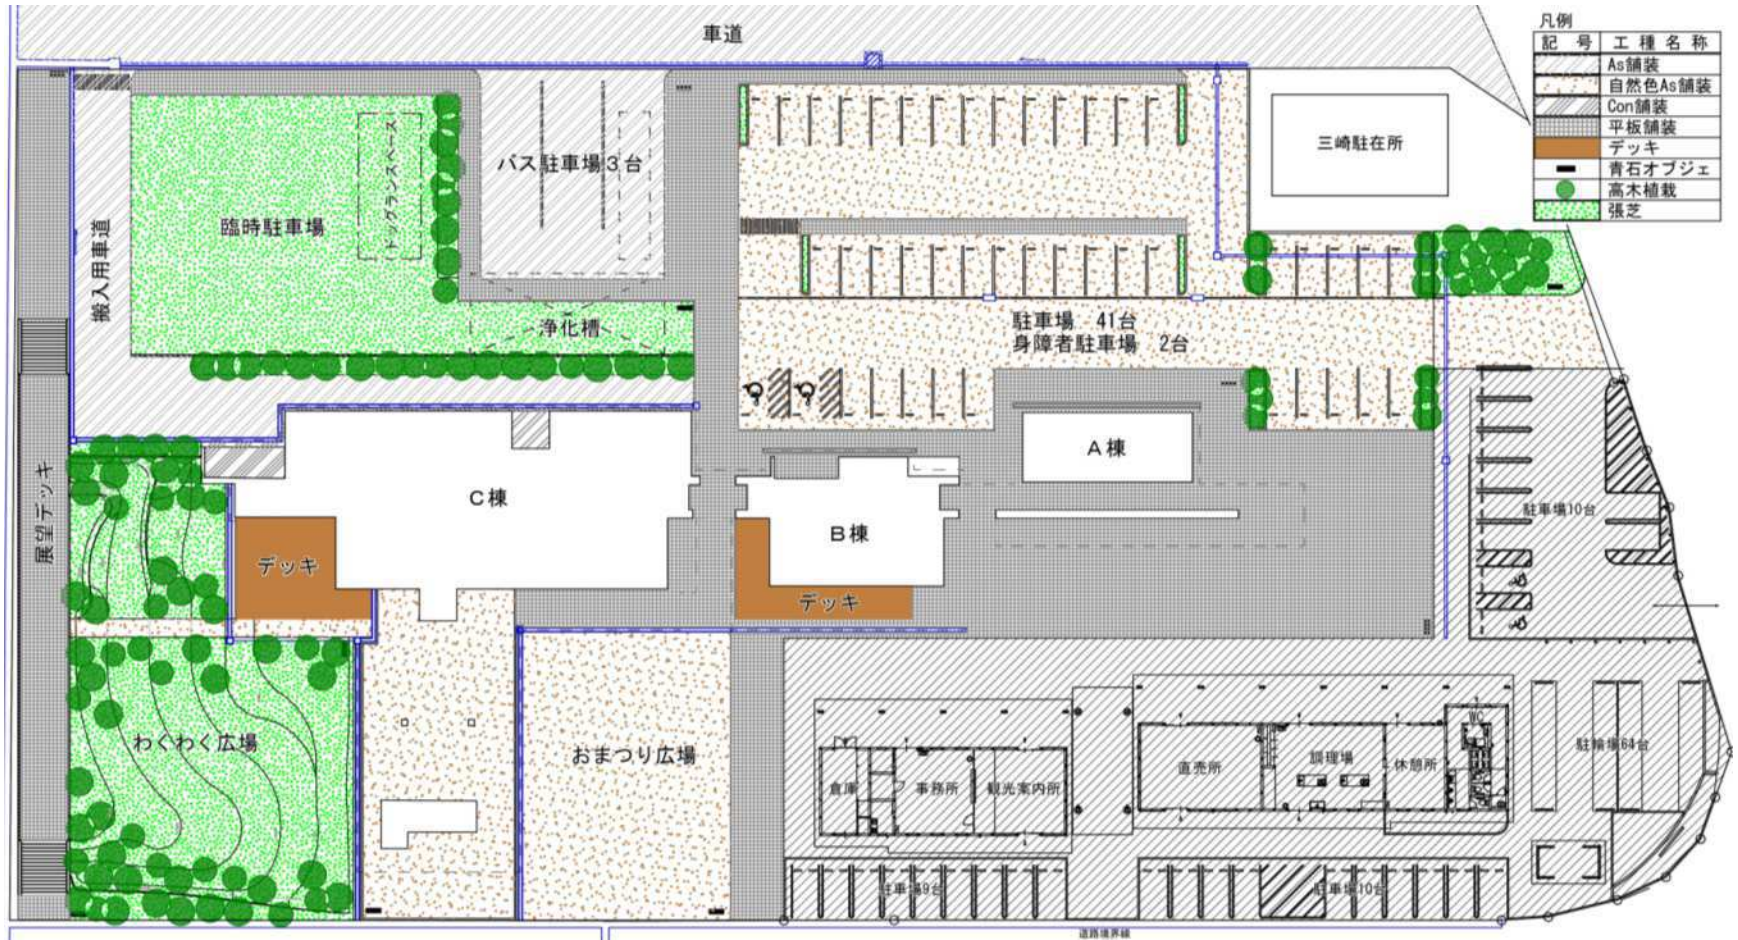 車道
凡例
記 号 工 種 名 称
As舗装
自然色As舗装
Con舗装
平板舗装
デッキ
青石オブジェ
高木植栽
張芝
三崎駐在所
バス駐車場3台
ドッグランスペース
臨時駐車場
搬入用車道
浄化槽
駐車場 41台
身障者駐車場 2台
A棟
C棟
B棟
デッキ
デッキ
展望デッキ
駐車場10台
わくわく広場
おまつり広場
倉庫
事務所
観光案内所
直売所
調理場
休憩所
WC
駐輪場64台
駐車場9台
駐車場10台
道路境界線